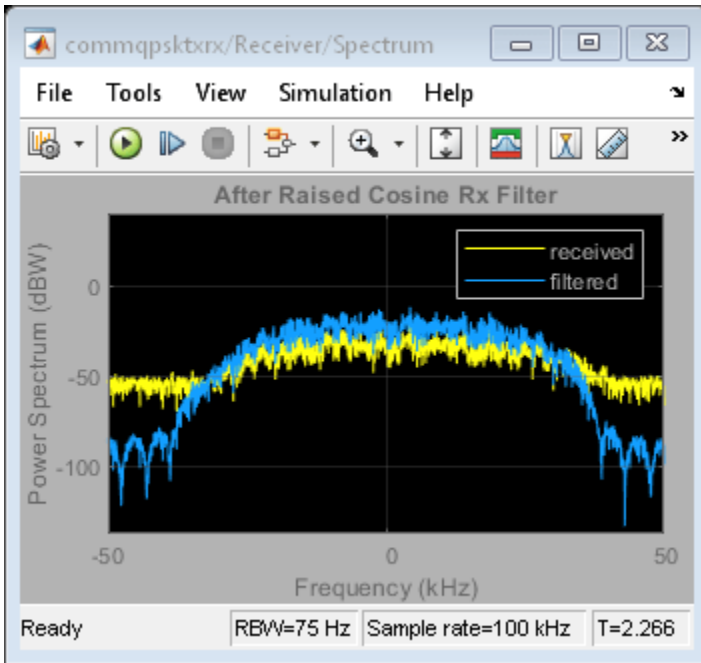 commqpsktxrx/Receiver/Spectrum
File Tools View Simulation Help
After Raised Cosine Rx Filter
received
filtered
Power Spectrum (dBW)
0
-50
-100
-50 0 50
Frequency (kHz)
Ready RBW=75 Hz Sample rate=100 kHz T=2.266